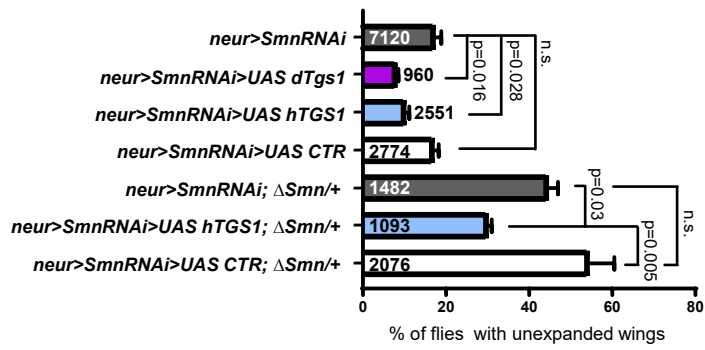 neur>SmnRNAi
7120
neur>SmnRNAi>UAS dTgs1
960
neur>SmnRNAi>UAS hTGS1
2551
neur>SmnRNAi>UAS CTR
2774
neur>SmnRNAi; ΔSmn/+
1482
neur>SmnRNAi>UAS hTGS1; ΔSmn/+
1093
neur>SmnRNAi>UAS CTR; ΔSmn/+
2076
p=0.016
p=0.028
n.s.
p=0.03
p=0.005
n.s.
0 20 40 60 80
% of flies with unexpanded wings